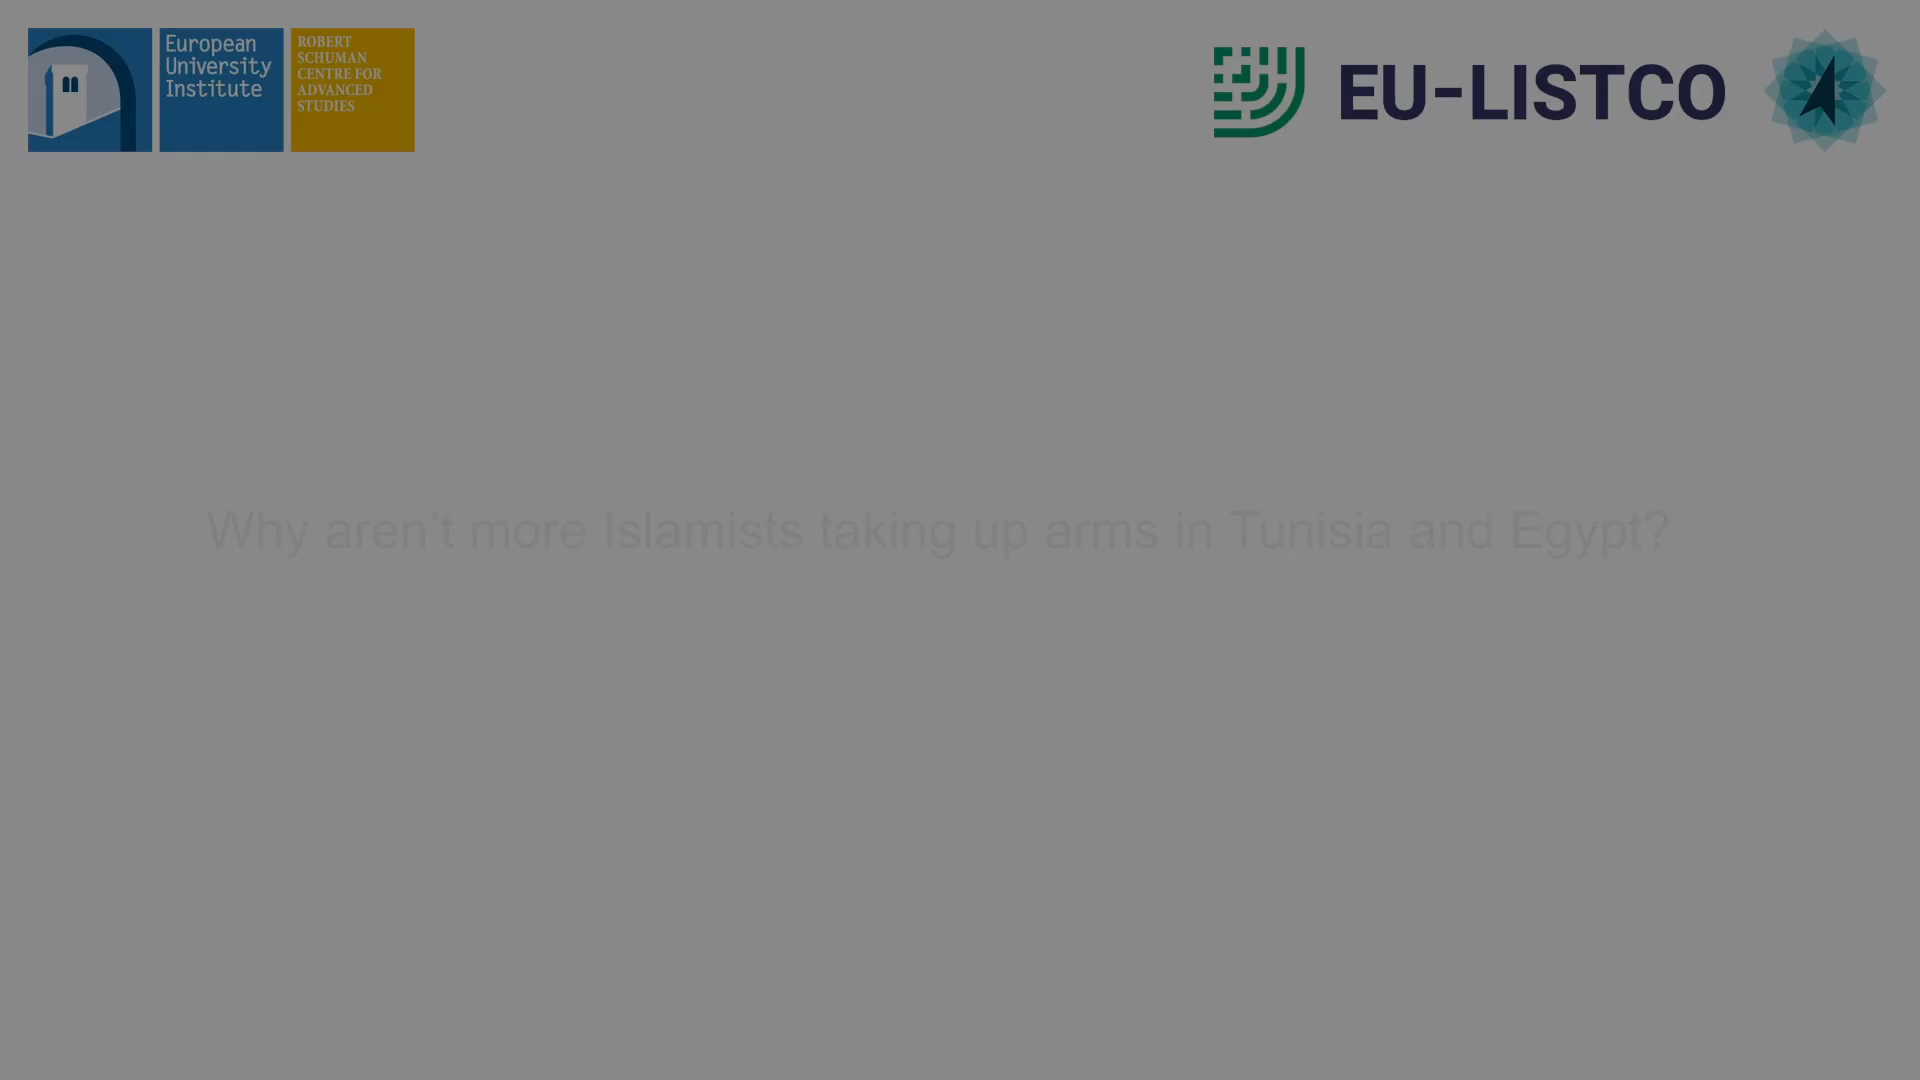 European
University
Institute
ROBERT
SCHUMAN
CENTRE FOR
ADVANCED
STUDIES
EU-LISTCO
Why aren't more Islamists taking up arms in Tunisia and Egypt?